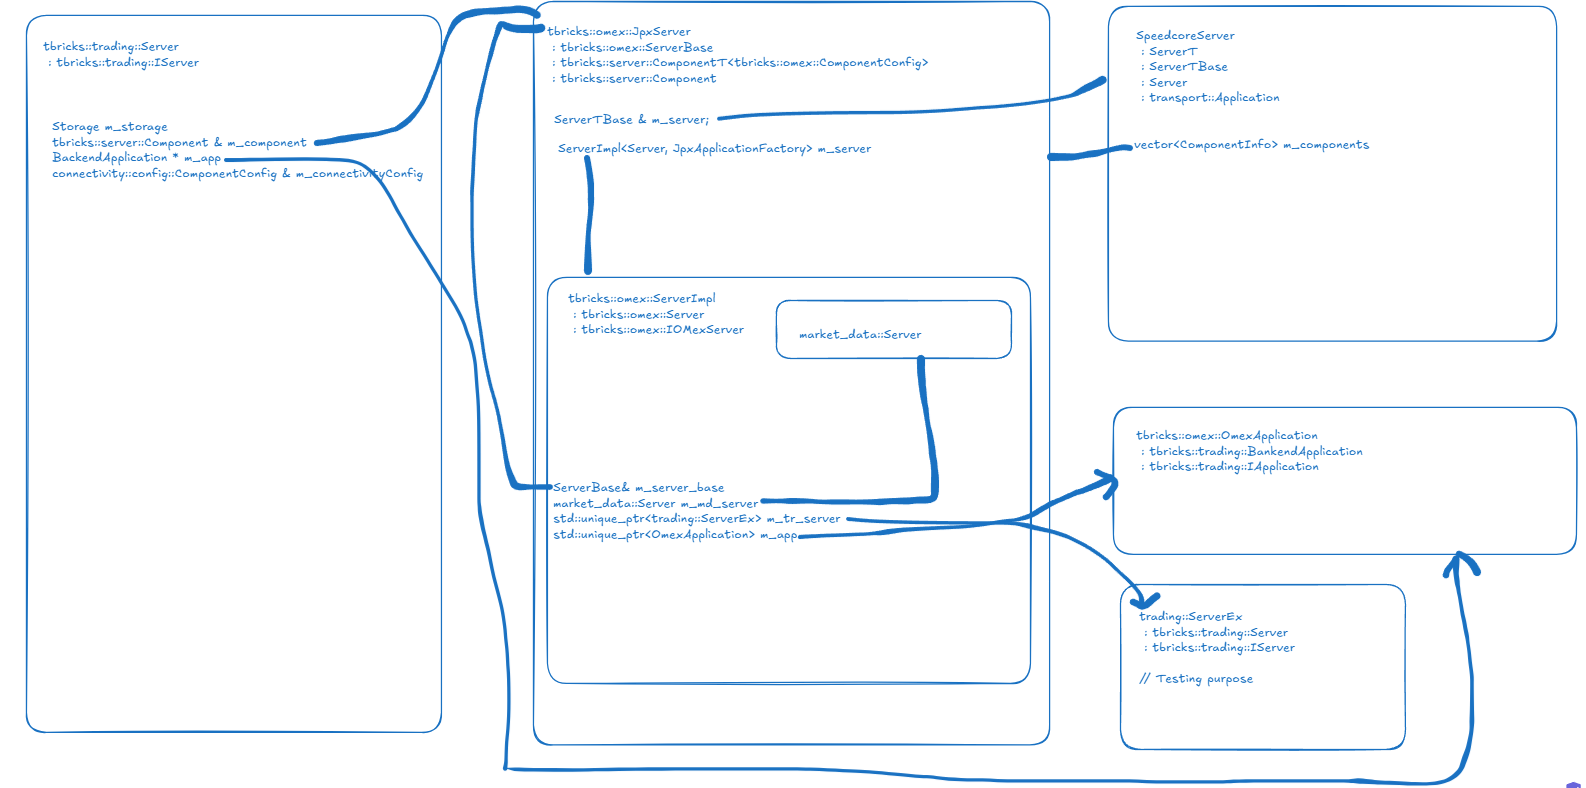 tbricks::trading::Server
: tbricks::trading::IServer
Storage m_storage
tbricks::server::Component & m_component
BackendApplication * m_app
connectivity::config::ComponentConfig & m_connectivityConfig
tbricks::omex::JpxServer
: tbricks::omex::ServerBase
: tbricks::server::ComponentT<tbricks::omex::ComponentConfig>
: tbricks::server::Component
ServerTBase & m_server;
ServerImpl<Server, JpxApplicationFactory> m_server
tbricks::omex::ServerImpl
: tbricks::omex::Server
: tbricks::omex::IOMexServer
market_data::Server
ServerBase& m_server_base
market_data::Server m_md_server
std::unique_ptr<trading::ServerEx> m_tr_server
std::unique_ptr<OmexApplication> m_app
SpeedcoreServer
: ServerT
: ServerTBase
: Server
: transport::Application
vector<ComponentInfo> m_components
tbricks::omex::OmexApplication
: tbricks::trading::BankendApplication
: tbricks::trading::IApplication
trading::ServerEx
: tbricks::trading::Server
: tbricks::trading::IServer
// Testing purpose